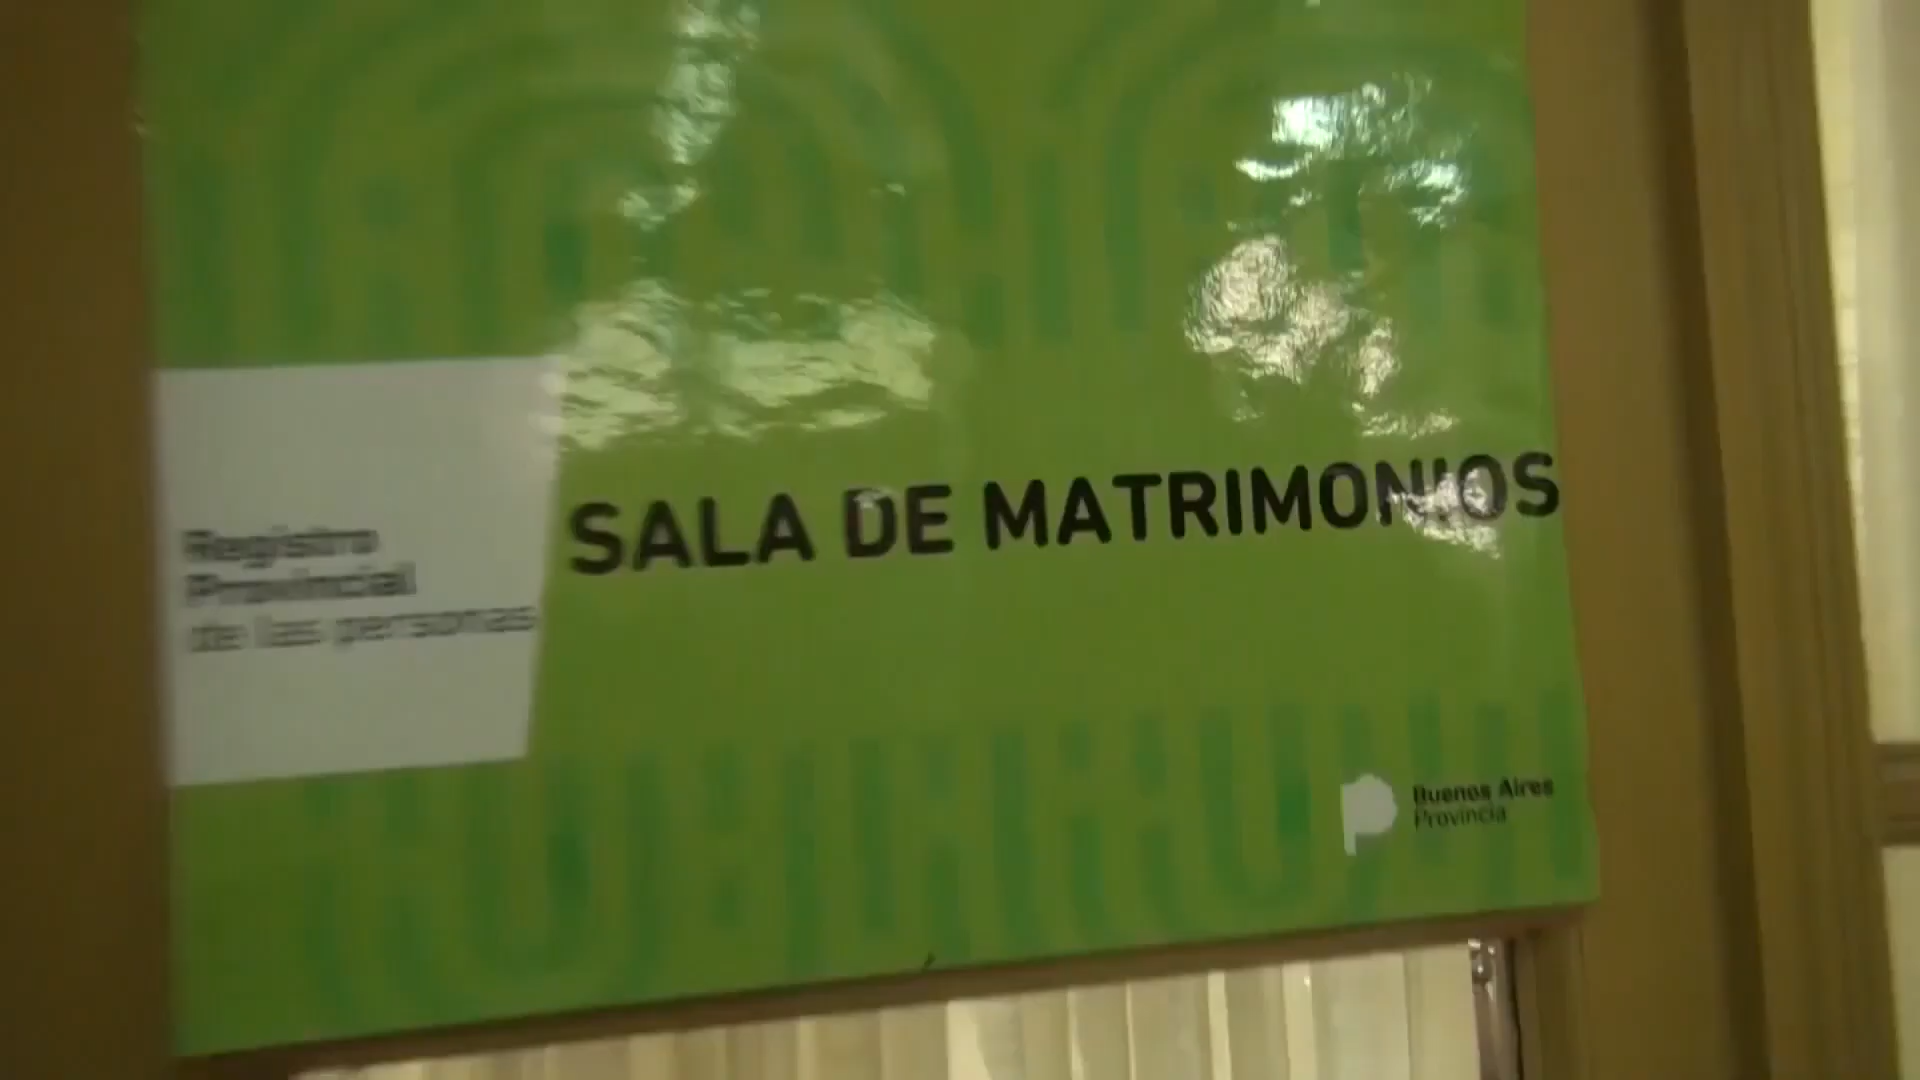 Registro
Provincial
de las personas
SALA DE MATRIMONIOS
Buenos Aires
Provincia